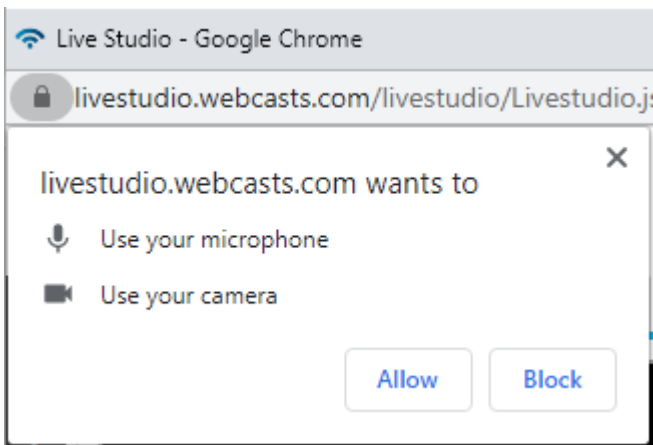 Live Studio - Google Chrome
livestudio.webcasts.com/livestudio/Livestudio.js
livestudio.webcasts.com wants to
Use your microphone
Use your camera
Allow Block